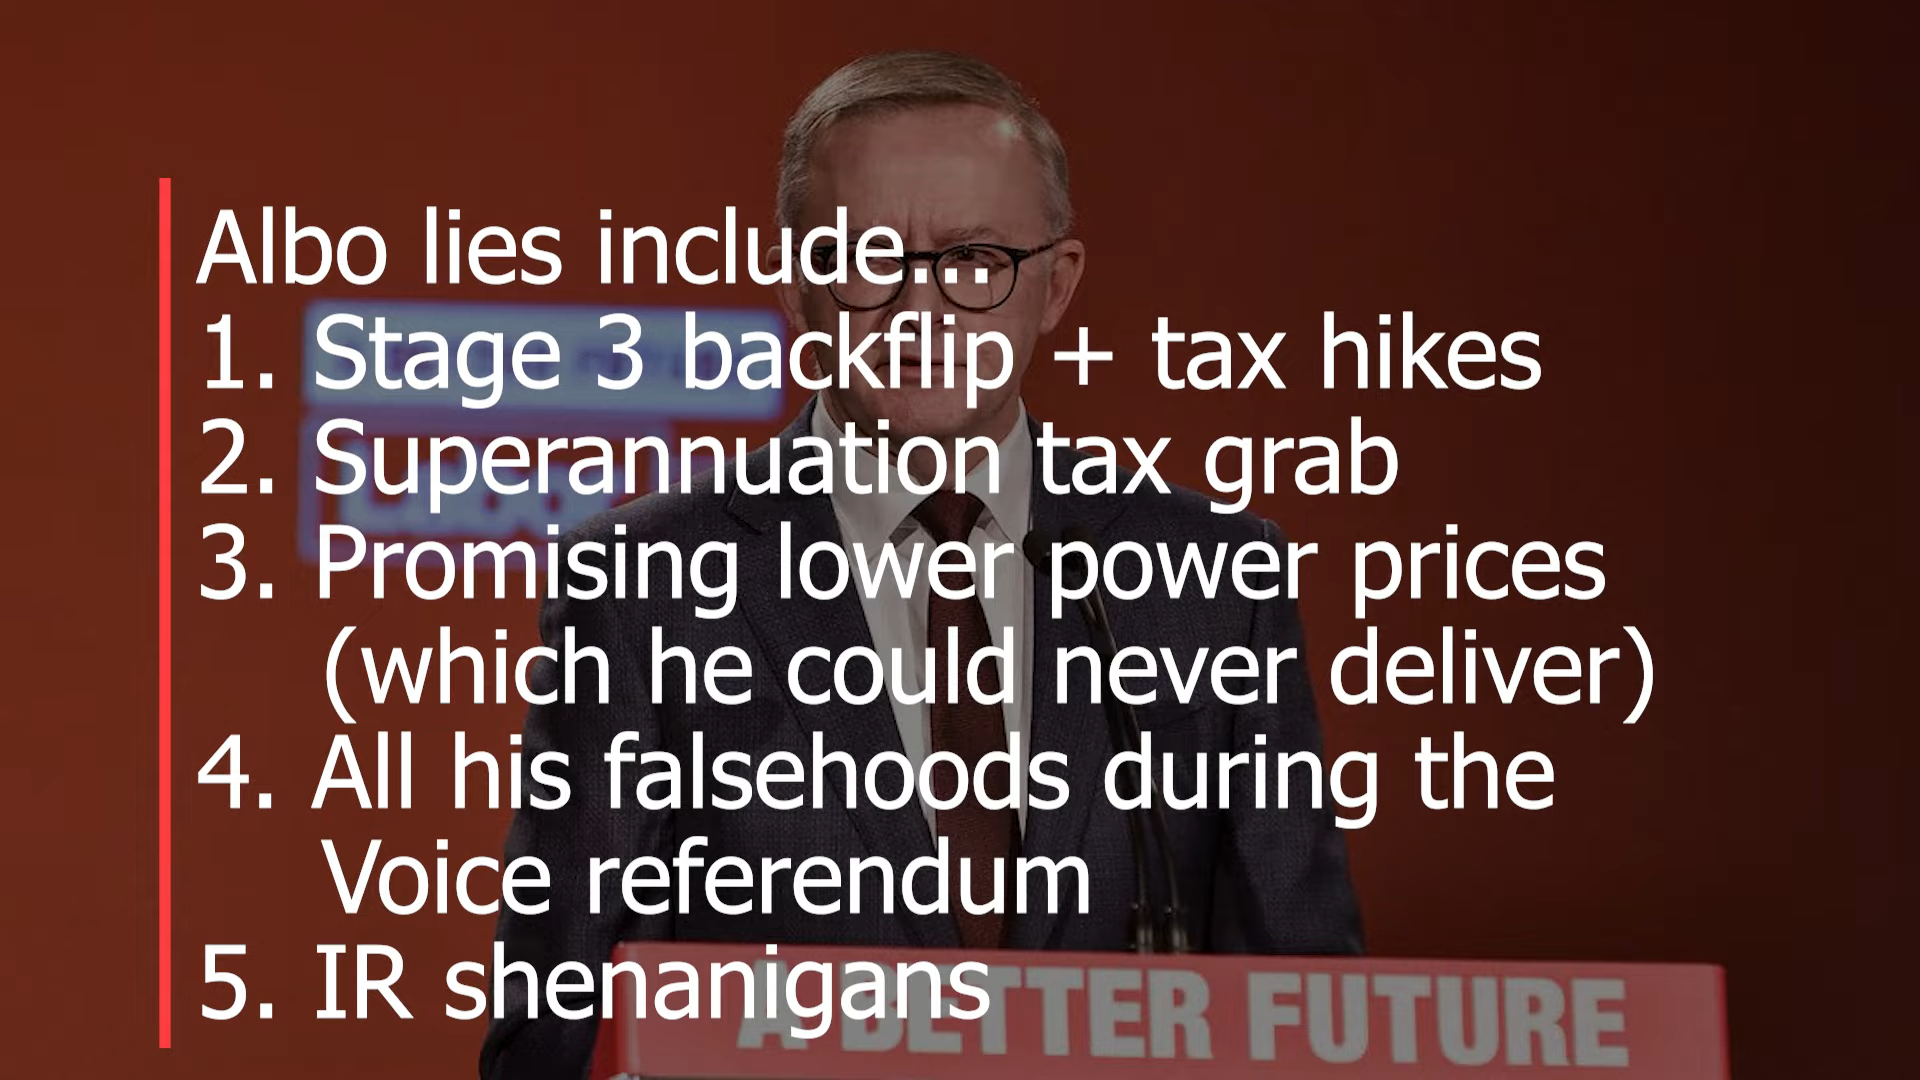 Albo lies include...
1. Stage 3 backflip + tax hikes
2. Superannuation tax grab
3. Promising lower power prices
(which he could never deliver)
4. All his falsehoods during the
Voice referendum
5. IR shenanigans
A BETTER FUTURE